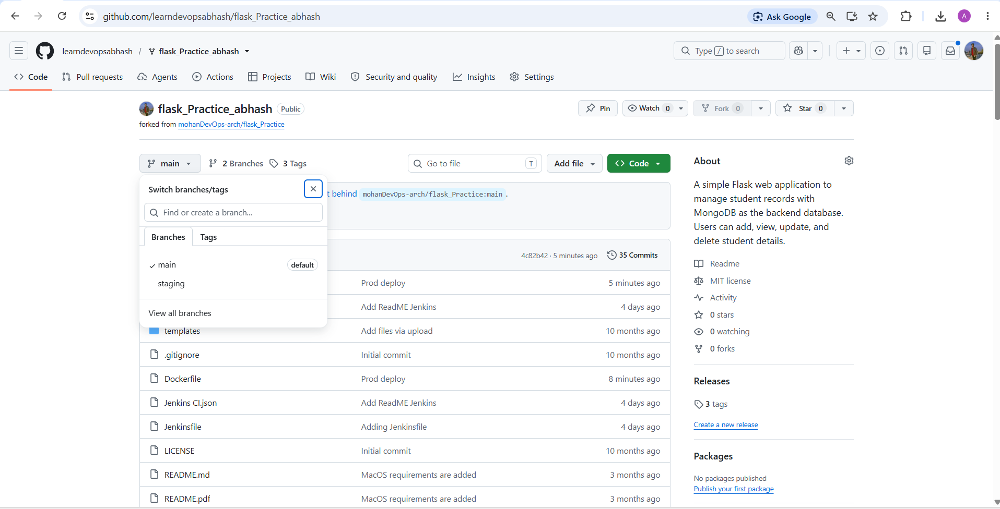 github.com/learndevopsabhash/flask_Practice_abhash
Ask Google
A
learndevopsabhash / flask_Practice_abhash
Type / to search
Code
Pull requests
Agents
Actions
Projects
Wiki
Security and quality
Insights
Settings
flask_Practice_abhash
Public
forked from mohanDevOps-arch/flask_Practice
Pin
Watch 0
Fork 0
Star 0
main
2 Branches
3 Tags
Go to file
T
Add file
Code
Switch branches/tags
Find or create a branch...
Branches
Tags
main
default
staging
View all branches
t behind mohanDevOps-arch/flask_Practice:main.
4c82b42 · 5 minutes ago
35 Commits
Prod deploy
5 minutes ago
Add ReadME Jenkins
4 days ago
templates
Add files via upload
10 months ago
.gitignore
Initial commit
10 months ago
Dockerfile
Prod deploy
8 minutes ago
Jenkins CI.json
Add ReadME Jenkins
4 days ago
Jenkinsfile
Adding Jenkinsfile
4 days ago
LICENSE
Initial commit
10 months ago
README.md
MacOS requirements are added
3 months ago
README.pdf
MacOS requirements are added
3 months ago
About
A simple Flask web application to
manage student records with
MongoDB as the backend database.
Users can add, view, update, and
delete student details.
Readme
MIT license
Activity
0 stars
0 watching
0 forks
Releases
3 tags
Create a new release
Packages
No packages published
Publish your first package